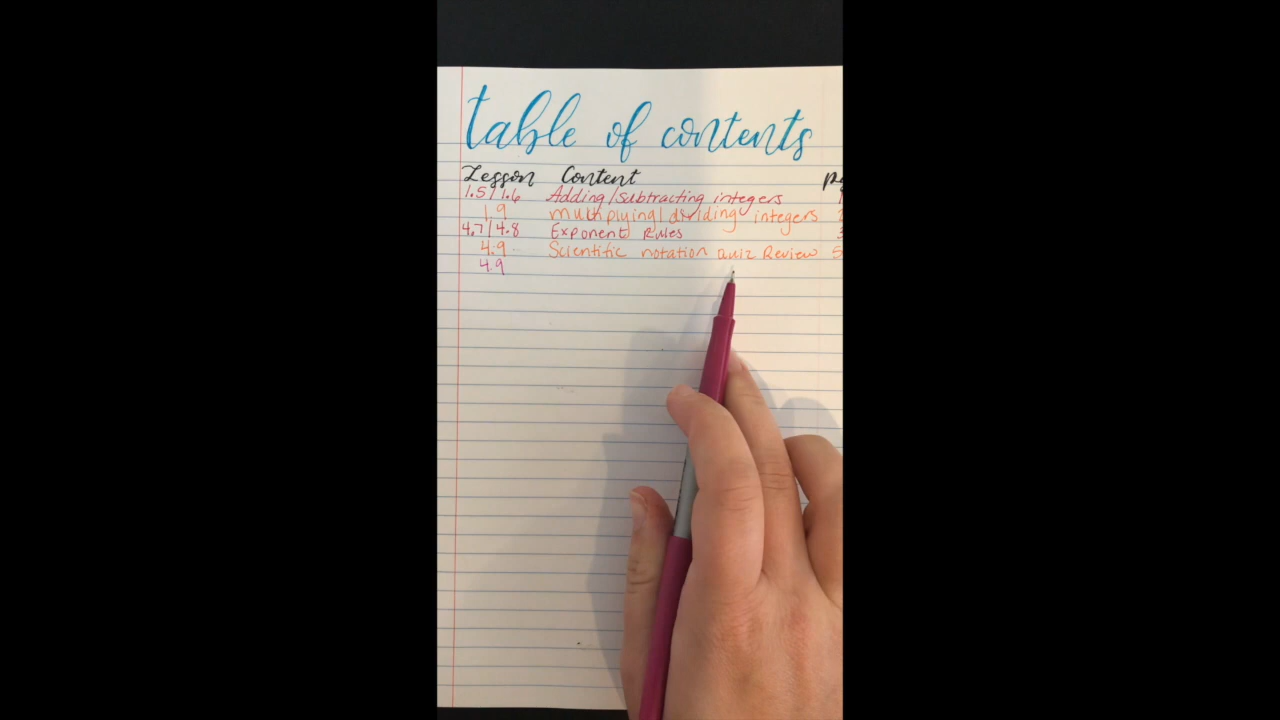 table of contents
Lesson Content
1.5/1.6 Adding/subtracting integers
1.9 multiplying/dividing integers
4.7/4.8 Exponent Rules
4.9 Scientific notation quiz Review 5
4.9